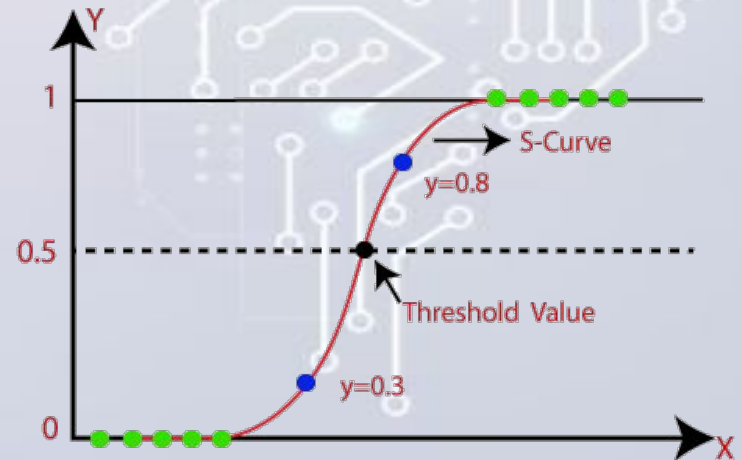 Y
1
S-Curve
y=0.8
0.5
Threshold Value
y=0.3
0
X